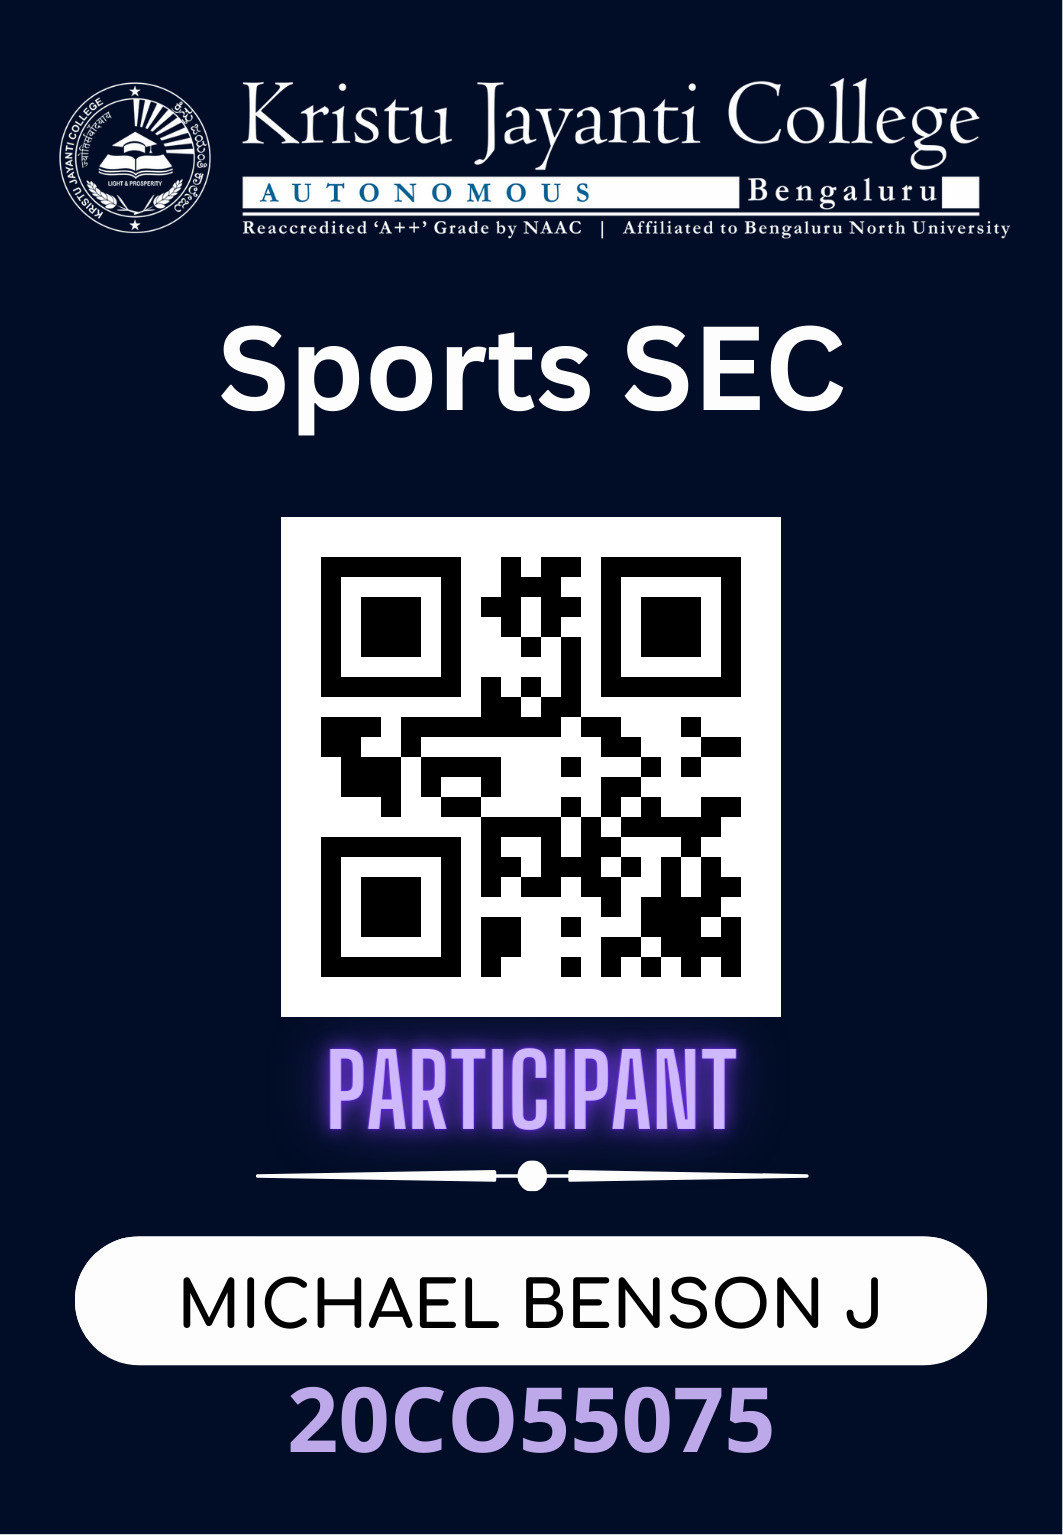 Kristu Jayanti College
AUTONOMOUS Bengaluru
Reaccredited 'A++' Grade by NAAC | Affiliated to Bengaluru North University
KRISTU JAYANTI COLLEGE
ಕ್ರಿಸ್ತು ಜಯಂತಿ ಕಾಲೇಜು
LIGHT & PROSPERITY
Sports SEC
PARTICIPANT
MICHAEL BENSON J
20CO55075